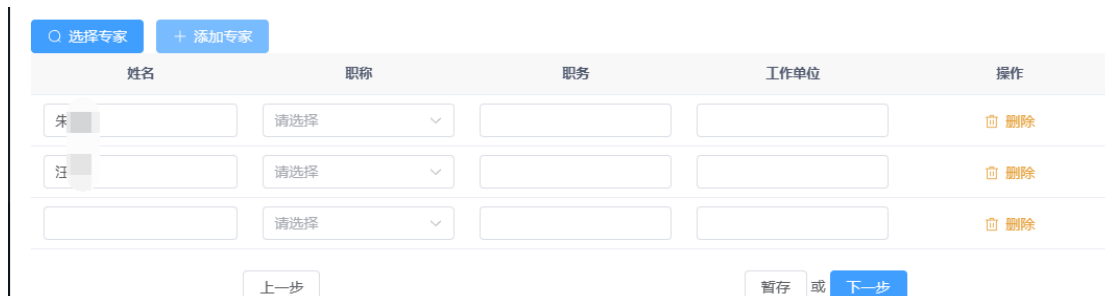 选择专家 添加专家
姓名 职称 职务 工作单位 操作
朱 请选择 删除
汪 请选择 删除
请选择 删除
上一步 暂存 或 下一步